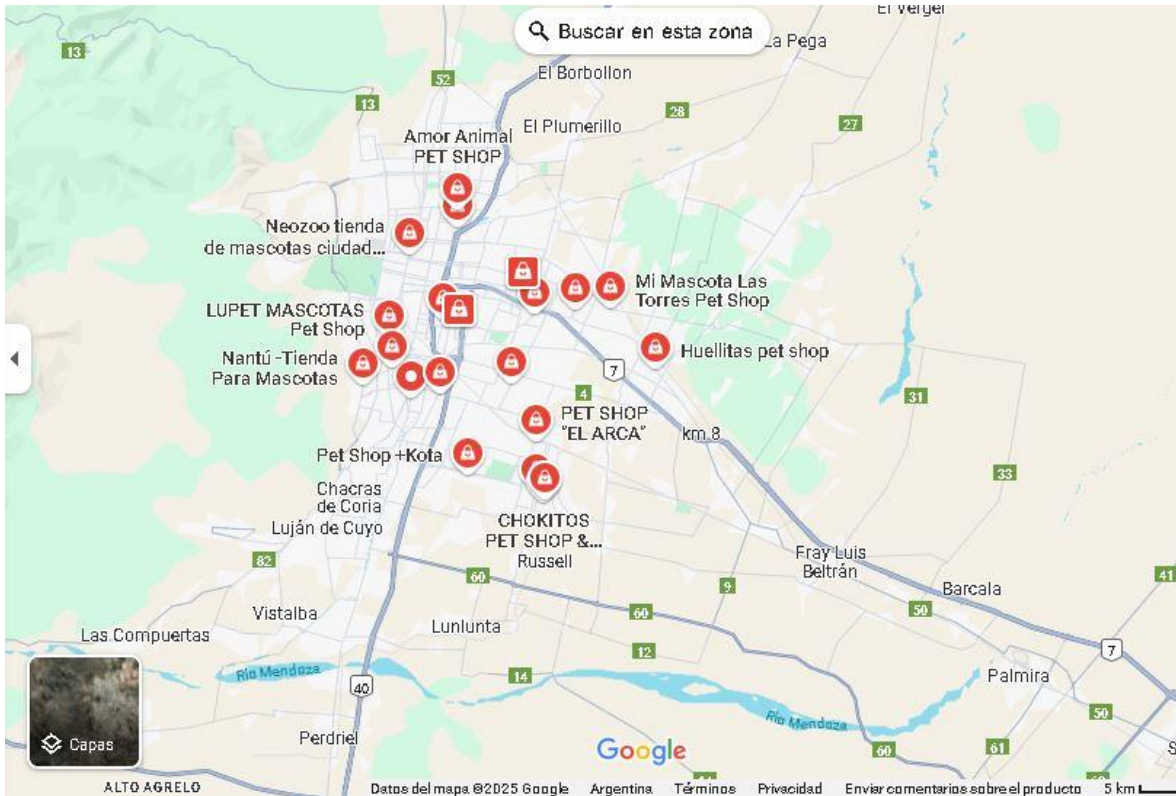 El Vergel
Buscar en esta zona
La Pega
13
52
El Borbollon
13
28
27
El Plumerillo
Amor Animal
PET SHOP
Neozoo tienda
de mascotas ciudad...
Mi Mascota Las
Torres Pet Shop
LUPET MASCOTAS
Pet Shop
Huellitas pet shop
Nantú -Tienda
Para Mascotas
7
4
31
PET SHOP
"EL ARCA"
km 8
Pet Shop +Kota
33
Chacras
de Coria
Luján de Cuyo
CHOKITOS
PET SHOP &...
Russell
82
60
Fray Luis
Beltrán
41
9
Barcala
50
60
Vistalba
Lunlunta
Las Compuertas
12
7
Río Mendoza
14
Palmira
40
50
Río Mendoza
Perdriel
60
61
Capas
Google
ALTO AGRELO
Datos del mapa ©2025 Google
Argentina
Términos
Privacidad
Enviar comentarios sobre el producto
5 km